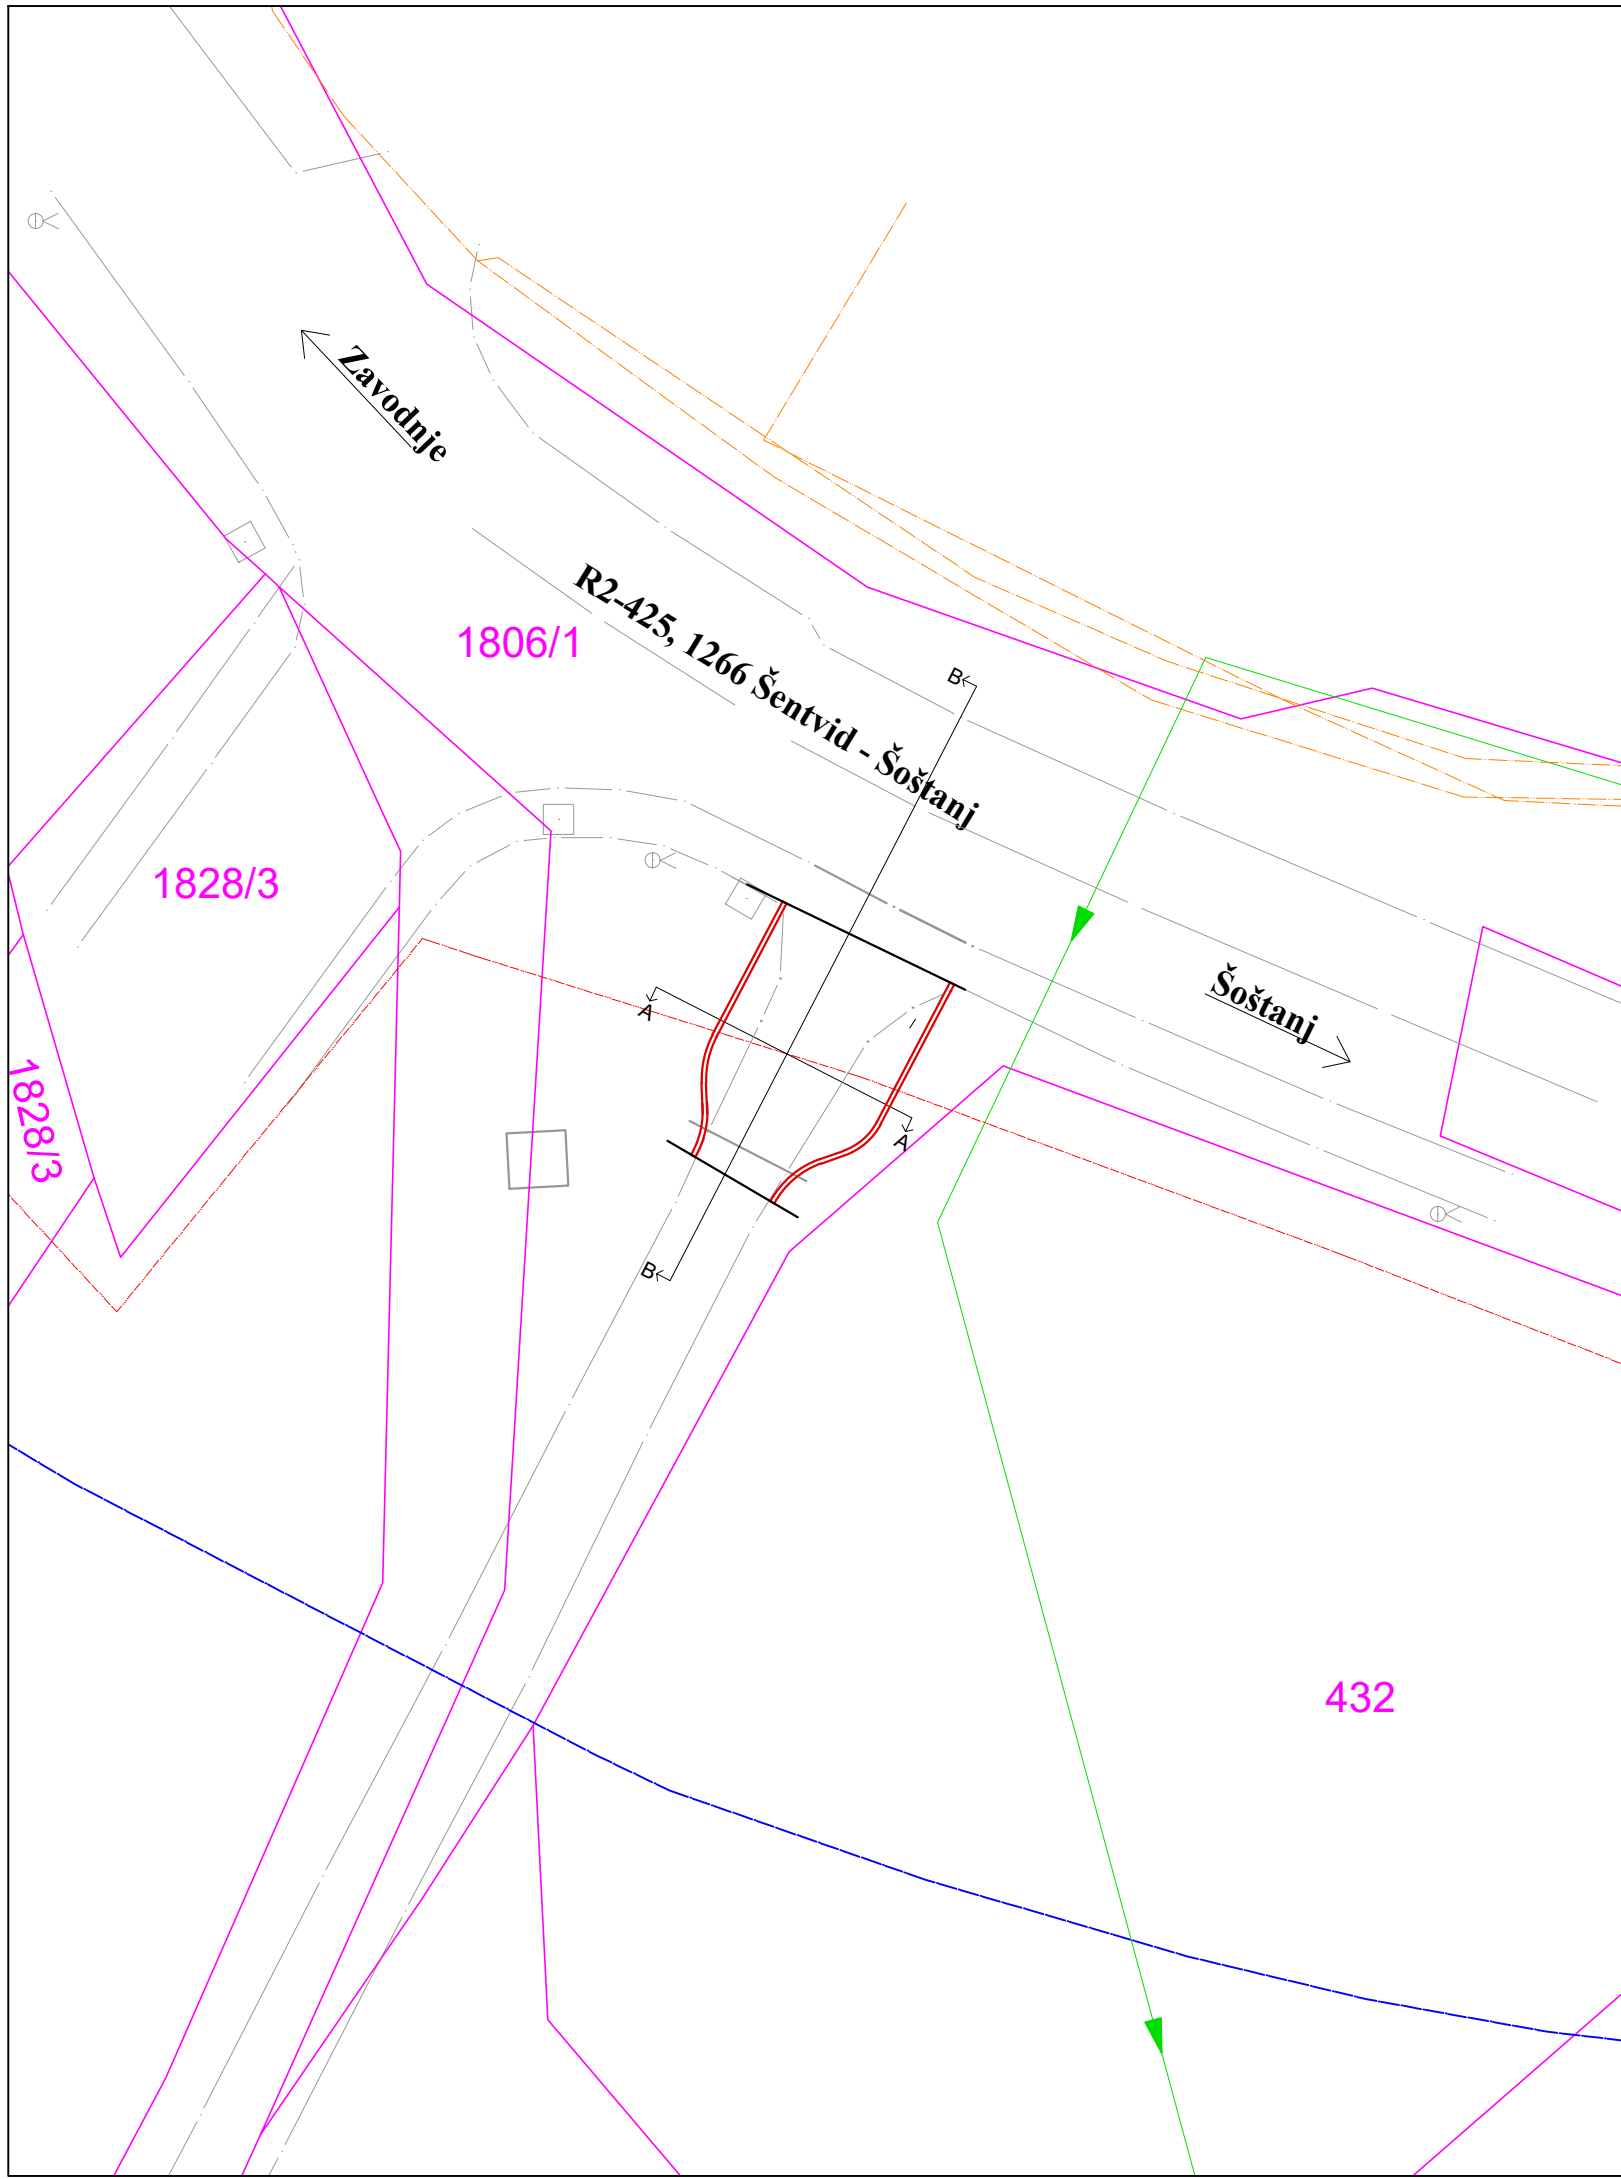 Zavodnje
R2-425, 1266 Šentvid - Šoštanj
1806/1
B
1828/3
Šoštanj
A
1828/3
A
B
432